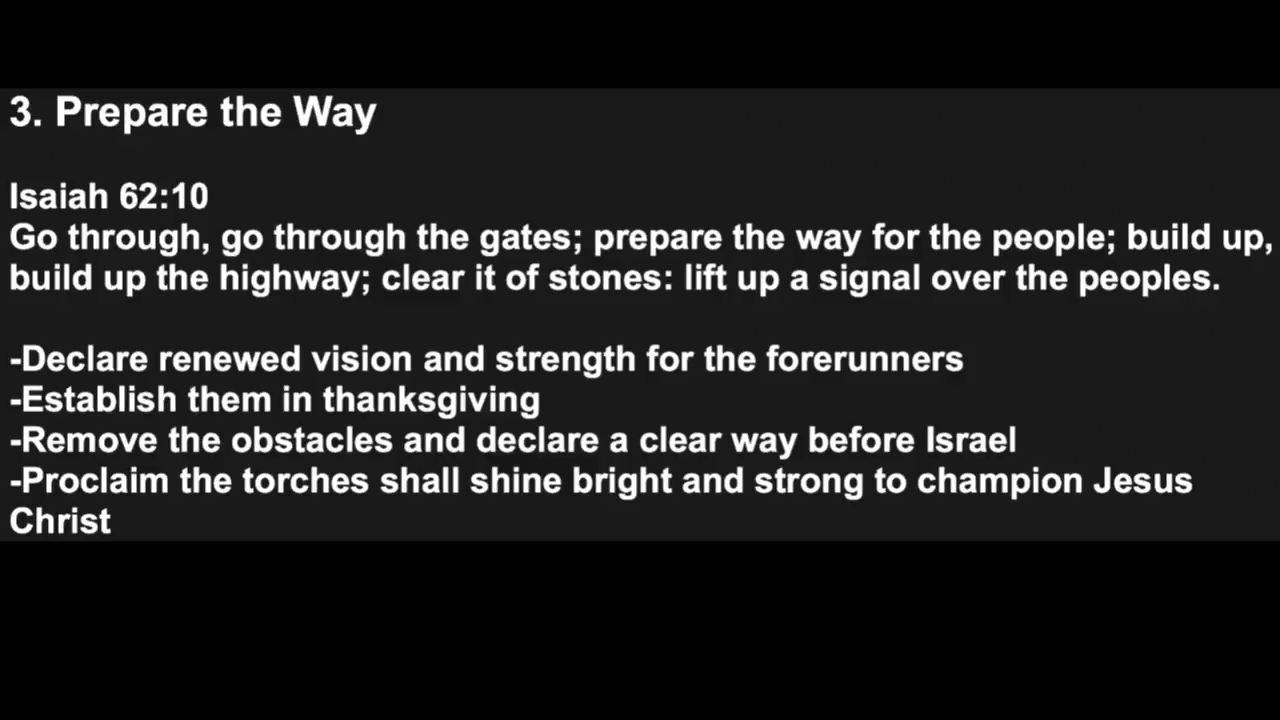 3. Prepare the Way
Isaiah 62:10
Go through, go through the gates; prepare the way for the people; build up,
build up the highway; clear it of stones: lift up a signal over the peoples.
-Declare renewed vision and strength for the forerunners
-Establish them in thanksgiving
-Remove the obstacles and declare a clear way before Israel
-Proclaim the torches shall shine bright and strong to champion Jesus
Christ